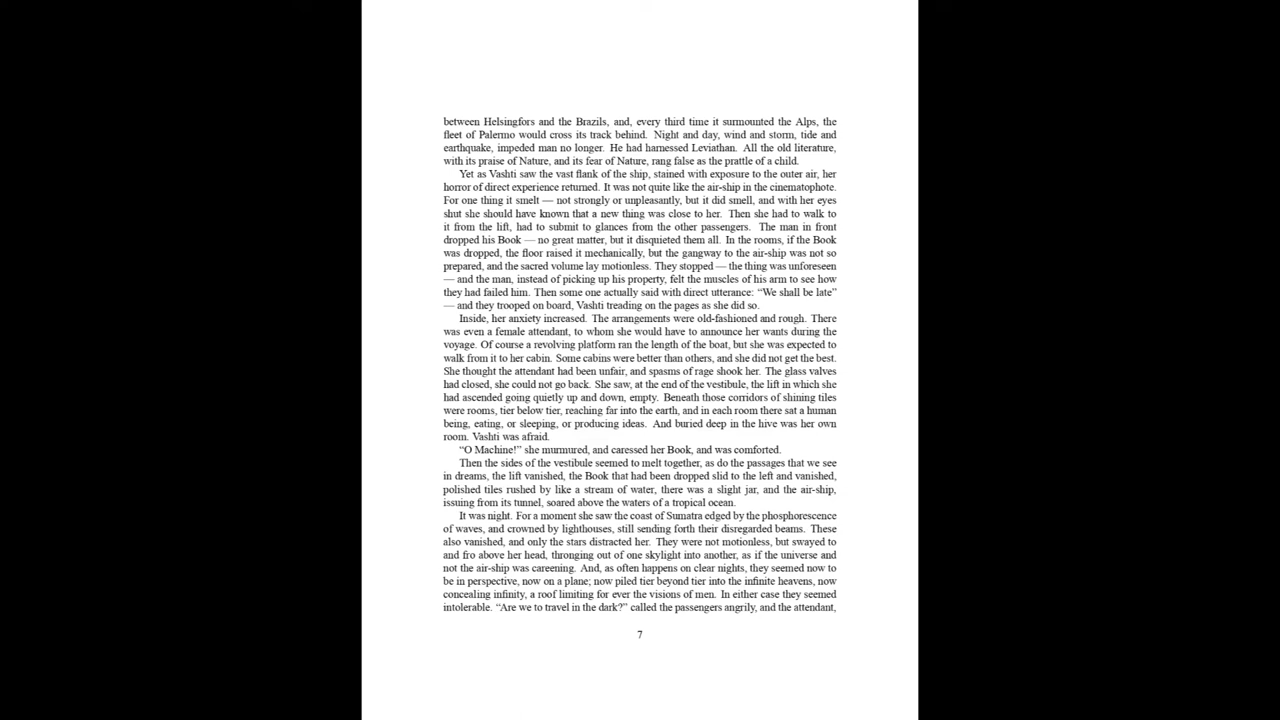 between Helsingfors and the Brazils, and, every third time it surmounted the Alps, the
fleet of Palermo would cross its track behind. Night and day, wind and storm, tide and
earthquake, impeded man no longer. He had harnessed Leviathan. All the old literature,
with its praise of Nature, and its fear of Nature, rang false as the prattle of a child.
Yet as Vashti saw the vast flank of the ship, stained with exposure to the outer air, her
horror of direct experience returned. It was not quite like the air-ship in the cinematophote.
For one thing it smelt — not strongly or unpleasantly, but it did smell, and with her eyes
shut she should have known that a new thing was close to her. Then she had to walk to
it from the lift, had to submit to glances from the other passengers. The man in front
dropped his Book — no great matter, but it disquieted them all. In the rooms, if the Book
was dropped, the floor raised it mechanically, but the gangway to the air-ship was not so
prepared, and the sacred volume lay motionless. They stopped — the thing was unforeseen
— and the man, instead of picking up his property, felt the muscles of his arm to see how
they had failed him. Then some one actually said with direct utterance: “We shall be late”
— and they trooped on board, Vashti treading on the pages as she did so.
Inside, her anxiety increased. The arrangements were old-fashioned and rough. There
was even a female attendant, to whom she would have to announce her wants during the
voyage. Of course a revolving platform ran the length of the boat, but she was expected to
walk from it to her cabin. Some cabins were better than others, and she did not get the best.
She thought the attendant had been unfair, and spasms of rage shook her. The glass valves
had closed, she could not go back. She saw, at the end of the vestibule, the lift in which she
had ascended going quietly up and down, empty. Beneath those corridors of shining tiles
were rooms, tier below tier, reaching far into the earth, and in each room there sat a human
being, eating, or sleeping, or producing ideas. And buried deep in the hive was her own
room. Vashti was afraid.
“O Machine!” she murmured, and caressed her Book, and was comforted.
Then the sides of the vestibule seemed to melt together, as do the passages that we see
in dreams, the lift vanished, the Book that had been dropped slid to the left and vanished,
polished tiles rushed by like a stream of water, there was a slight jar, and the air-ship,
issuing from its tunnel, soared above the waters of a tropical ocean.
It was night. For a moment she saw the coast of Sumatra edged by the phosphorescence
of waves, and crowned by lighthouses, still sending forth their disregarded beams. These
also vanished, and only the stars distracted her. They were not motionless, but swayed to
and fro above her head, thronging out of one skylight into another, as if the universe and
not the air-ship was careening. And, as often happens on clear nights, they seemed now to
be in perspective, now on a plane; now piled tier beyond tier into the infinite heavens, now
concealing infinity, a roof limiting for ever the visions of men. In either case they seemed
intolerable. “Are we to travel in the dark?” called the passengers angrily, and the attendant,
7